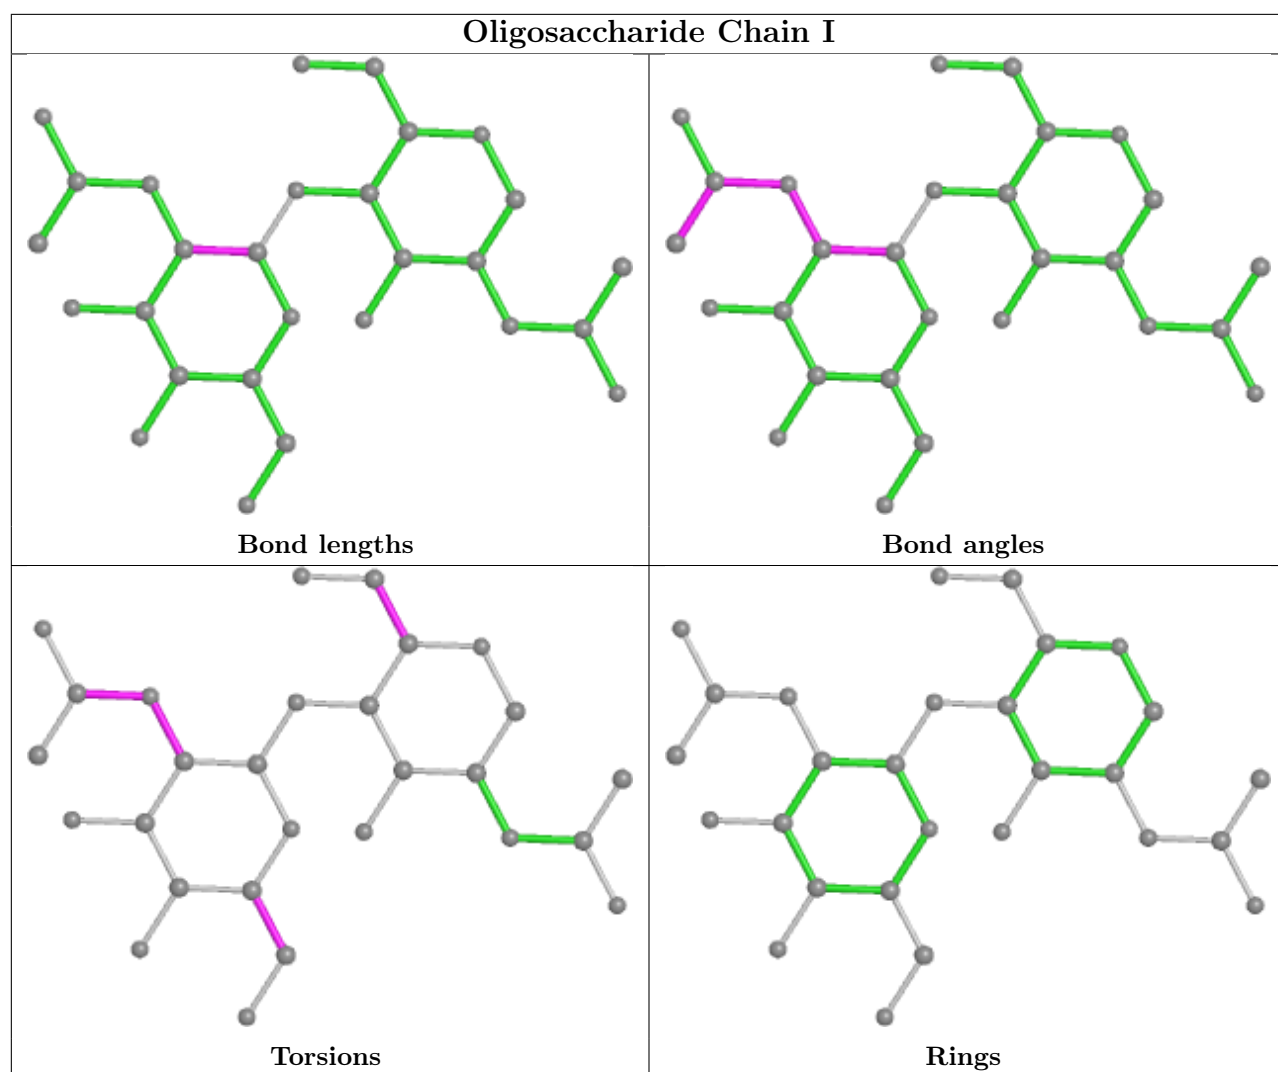 Oligosaccharide Chain I
Bond lengths
Bond angles
Torsions
Rings